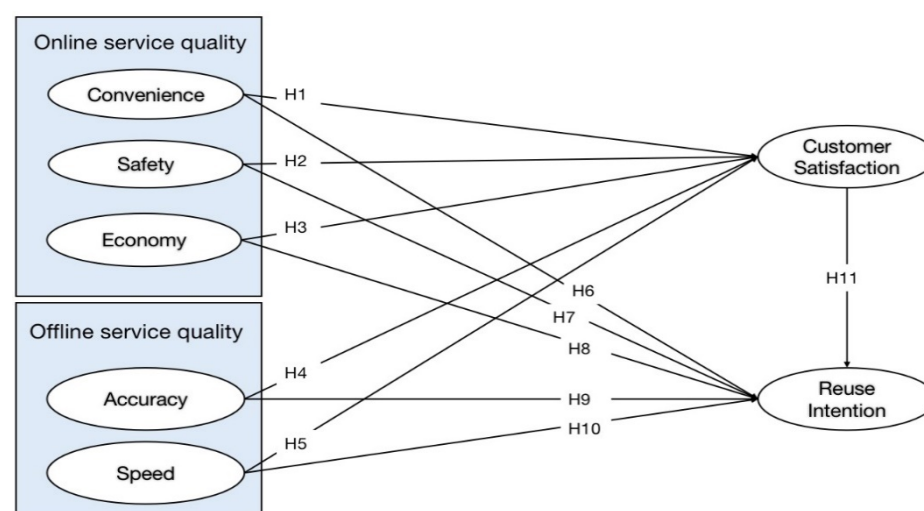 Online service quality
Convenience
Safety
Economy
Offline service quality
Accuracy
Speed
H1
H2
H3
H4
H5
H6
H7
H8
H9
H10
Customer
Satisfaction
H11
Reuse
Intention